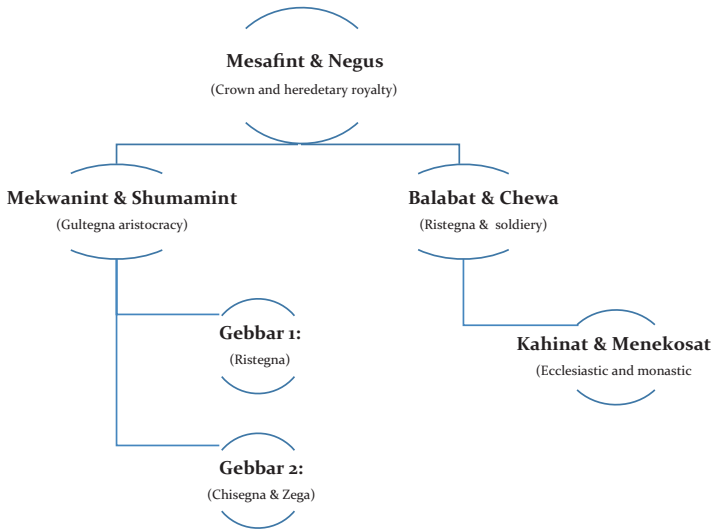 Mesafint & Negus
(Crown and heredetary royalty)
Mekwanint & Shumamint
(Gultegna aristocracy)
Balabat & Chewa
(Ristegna & soldiery)
Gebbar 1:
(Ristegna)
Kahinat & Menekosat
(Ecclesiastic and monastic
Gebbar 2:
(Chisegna & Zega)